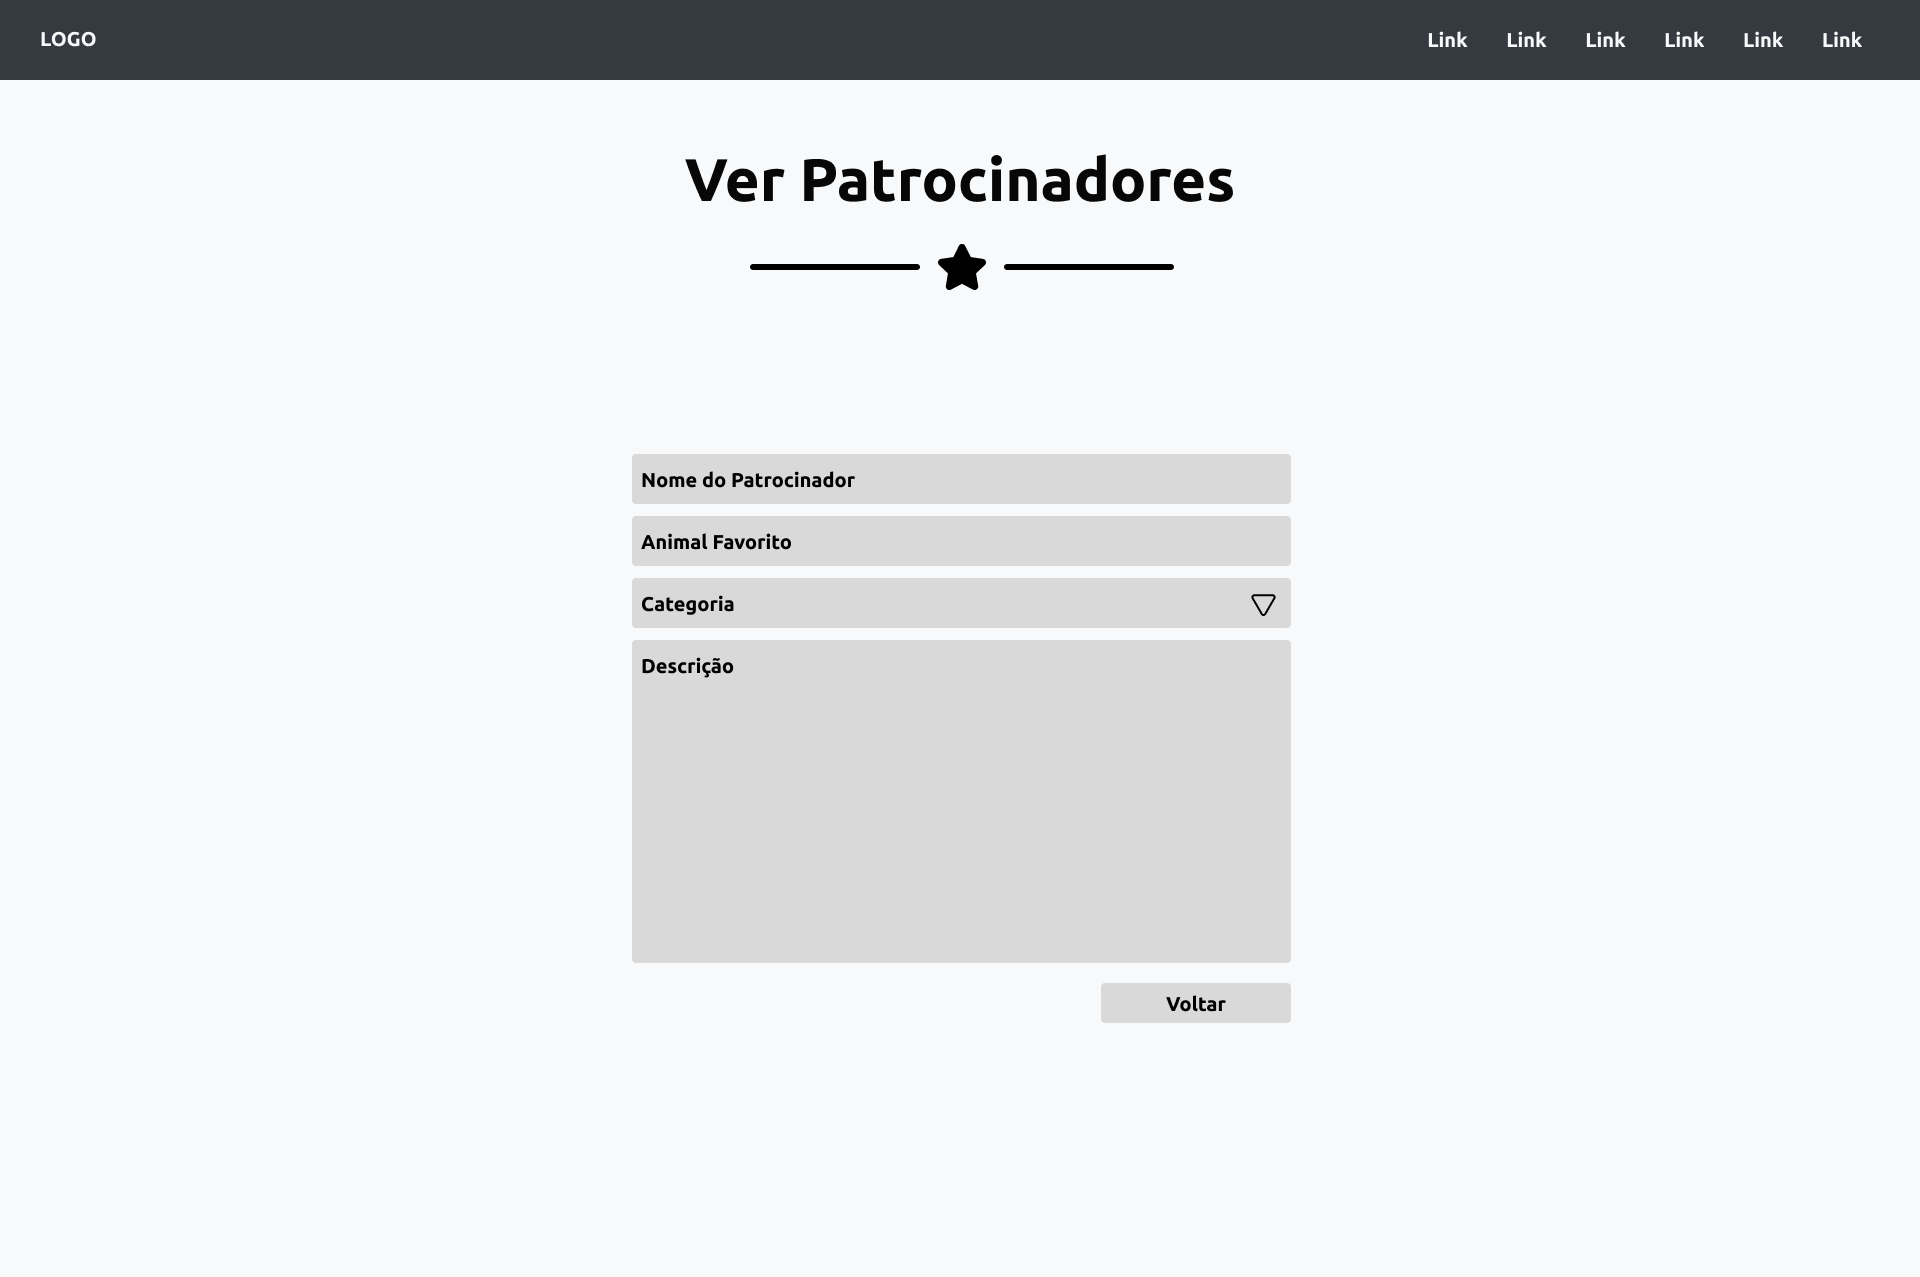 LOGO
Link Link Link Link Link Link
Ver Patrocinadores
Nome do Patrocinador
Animal Favorito
Categoria
Descrição
Voltar